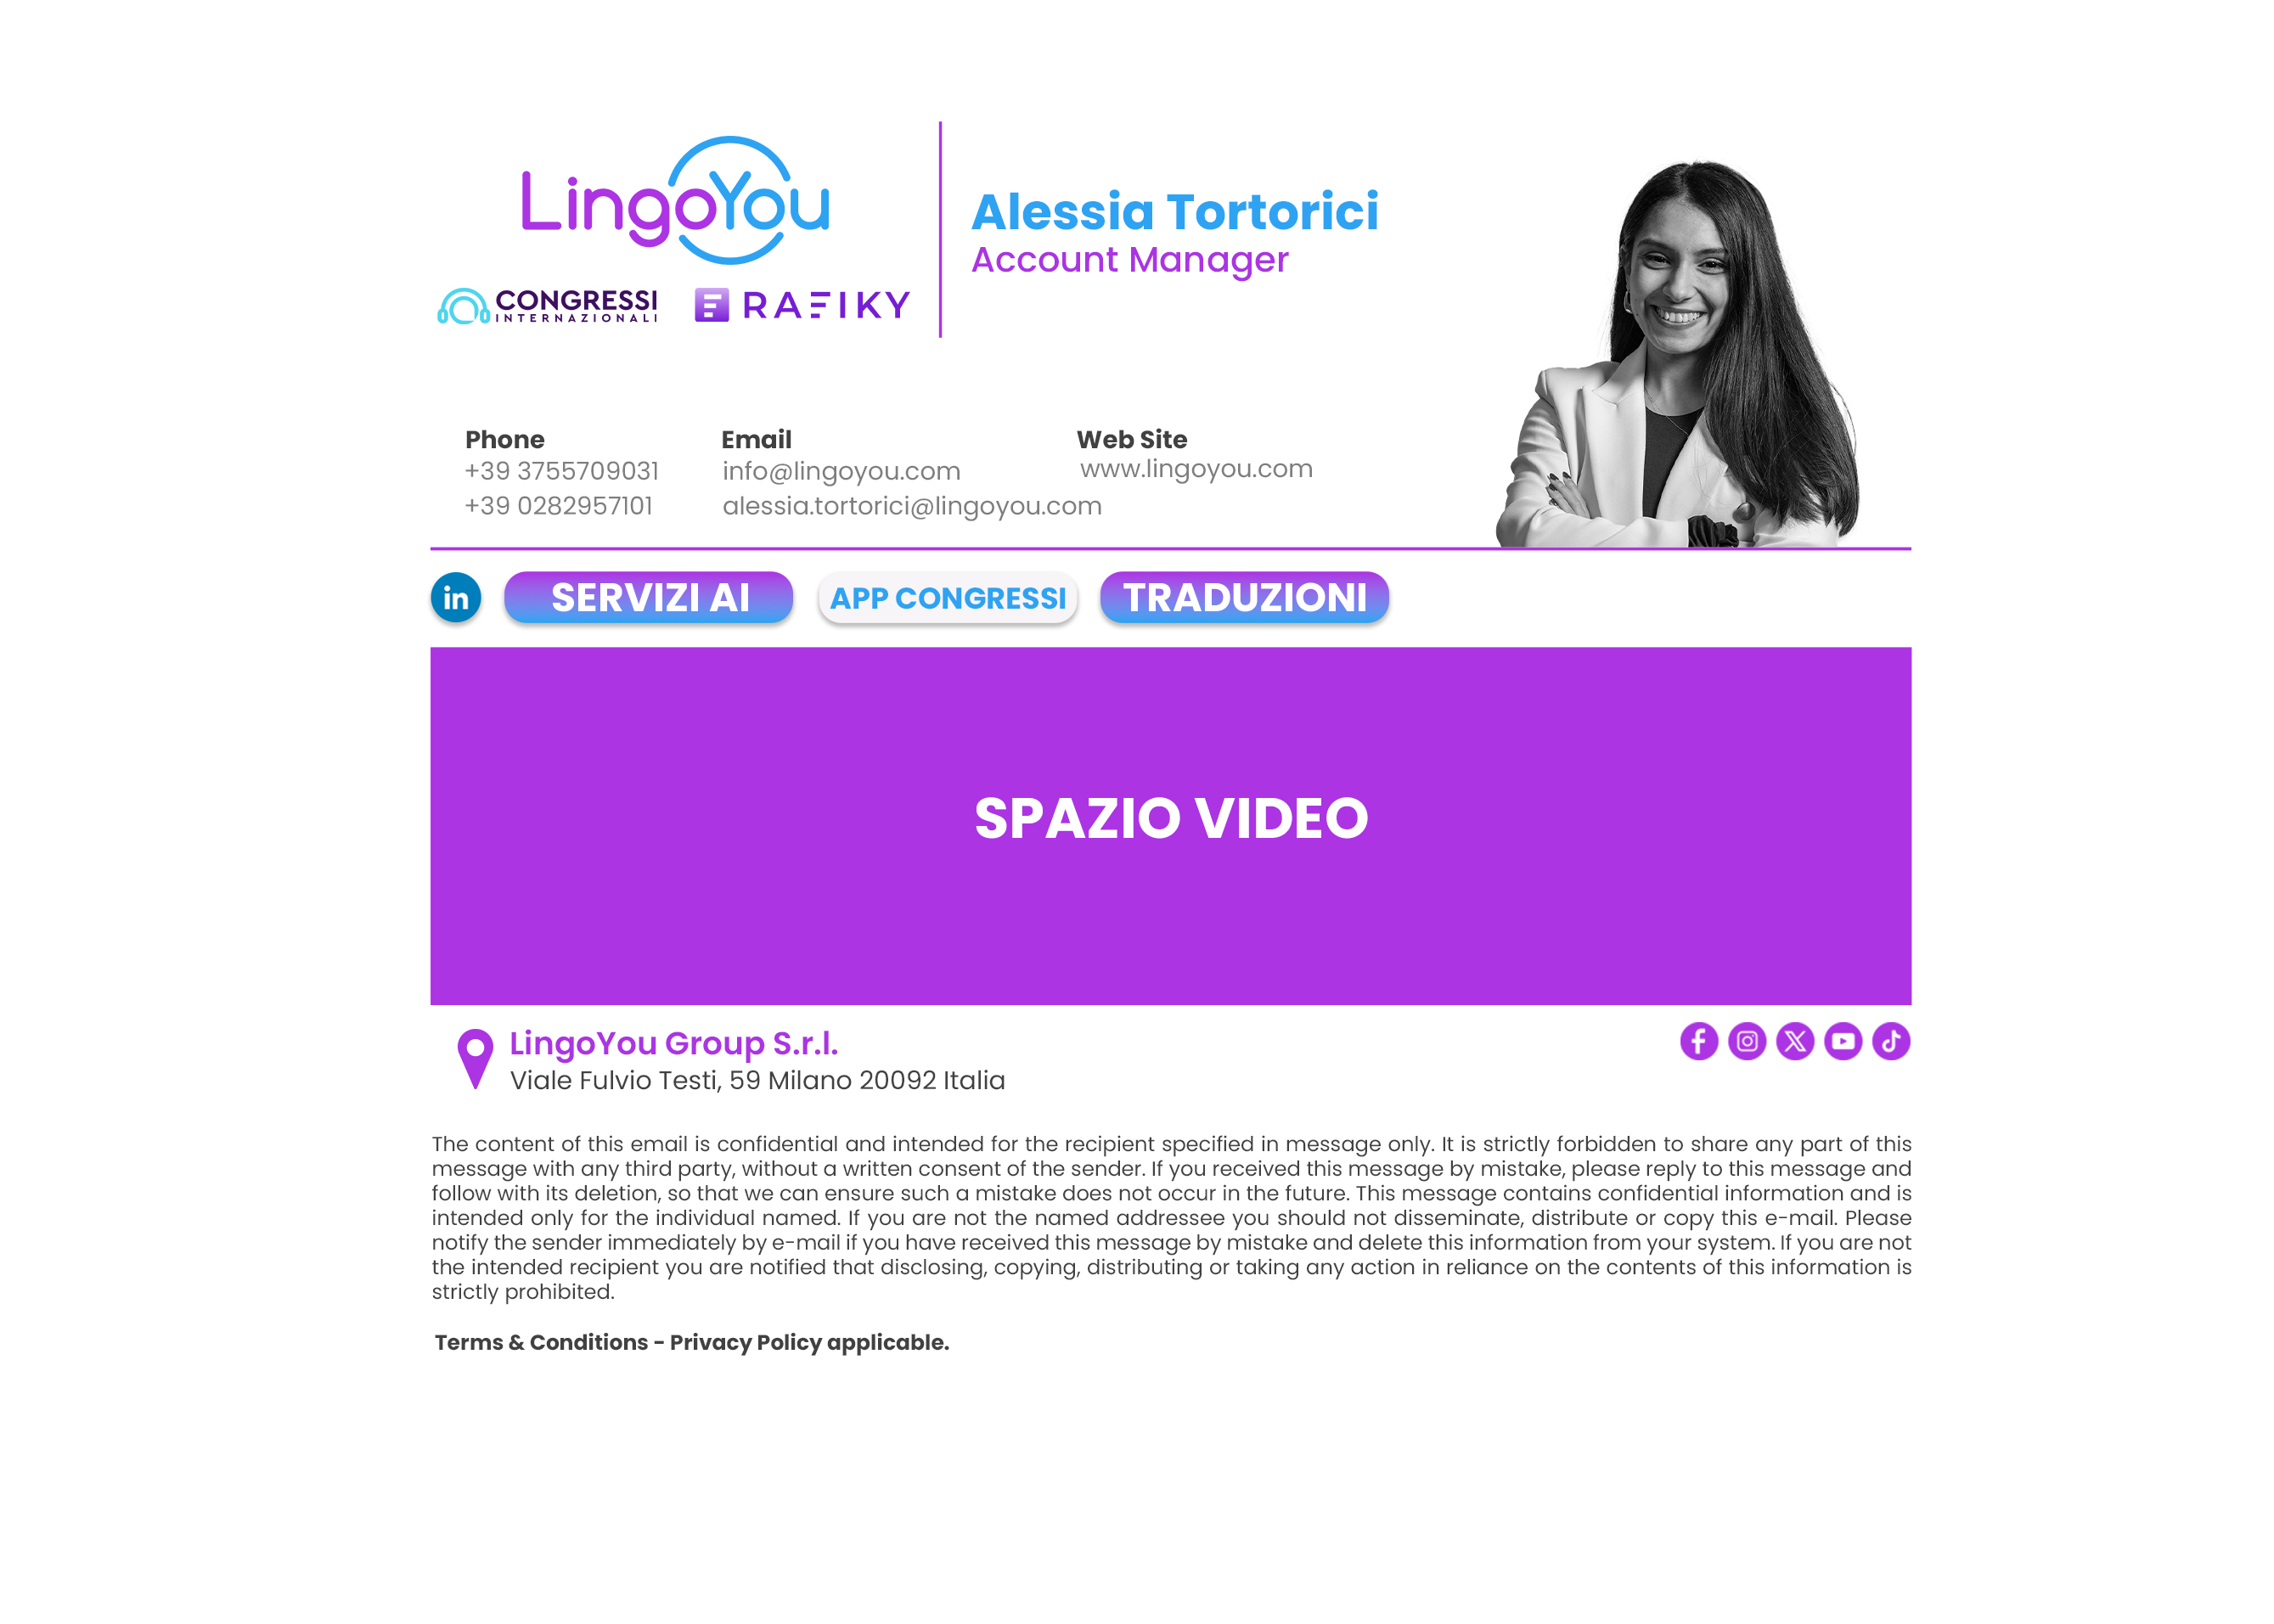 LingoYou
CONGRESSI
INTERNAZIONALI
RAFIKY
Alessia Tortorici
Account Manager
Phone
+39 3755709031
+39 0282957101
Email
info@lingoyou.com
alessia.tortorici@lingoyou.com
Web Site
www.lingoyou.com
in
SERVIZI AI
APP CONGRESSI
TRADUZIONI
SPAZIO VIDEO
LingoYou Group S.r.l.
Viale Fulvio Testi, 59 Milano 20092 Italia
The content of this email is confidential and intended for the recipient specified in message only. It is strictly forbidden to share any part of this
message with any third party, without a written consent of the sender. If you received this message by mistake, please reply to this message and
follow with its deletion, so that we can ensure such a mistake does not occur in the future. This message contains confidential information and is
intended only for the individual named. If you are not the named addressee you should not disseminate, distribute or copy this e-mail. Please
notify the sender immediately by e-mail if you have received this message by mistake and delete this information from your system. If you are not
the intended recipient you are notified that disclosing, copying, distributing or taking any action in reliance on the contents of this information is
strictly prohibited.
Terms & Conditions - Privacy Policy applicable.